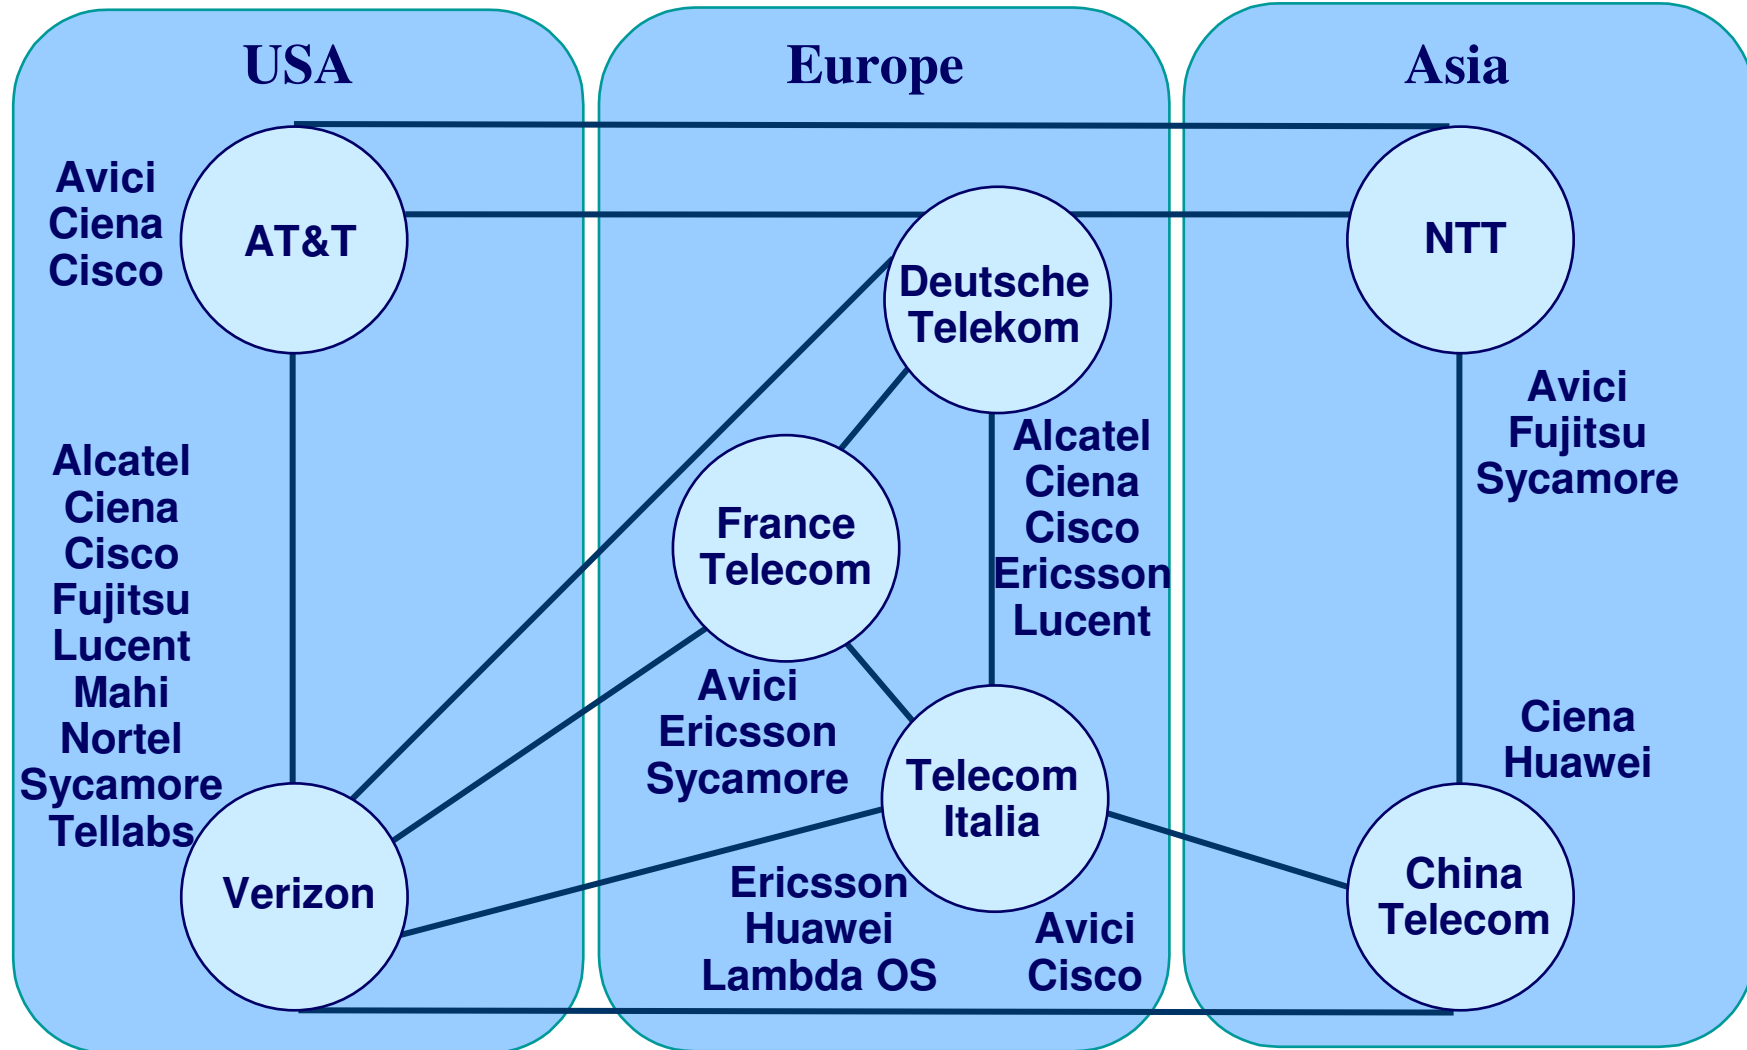 USA
Europe
Asia
Avici
Ciena
Cisco
AT&T
Deutsche
Telekom
NTT
Avici
Fujitsu
Sycamore
Alcatel
Ciena
Cisco
Fujitsu
Lucent
Mahi
Nortel
Sycamore
Tellabs
Verizon
France
Telecom
Alcatel
Ciena
Cisco
Ericsson
Lucent
Avici
Ericsson
Sycamore
Telecom
Italia
Ericsson
Huawei
Lambda OS
Avici
Cisco
Ciena
Huawei
China
Telecom